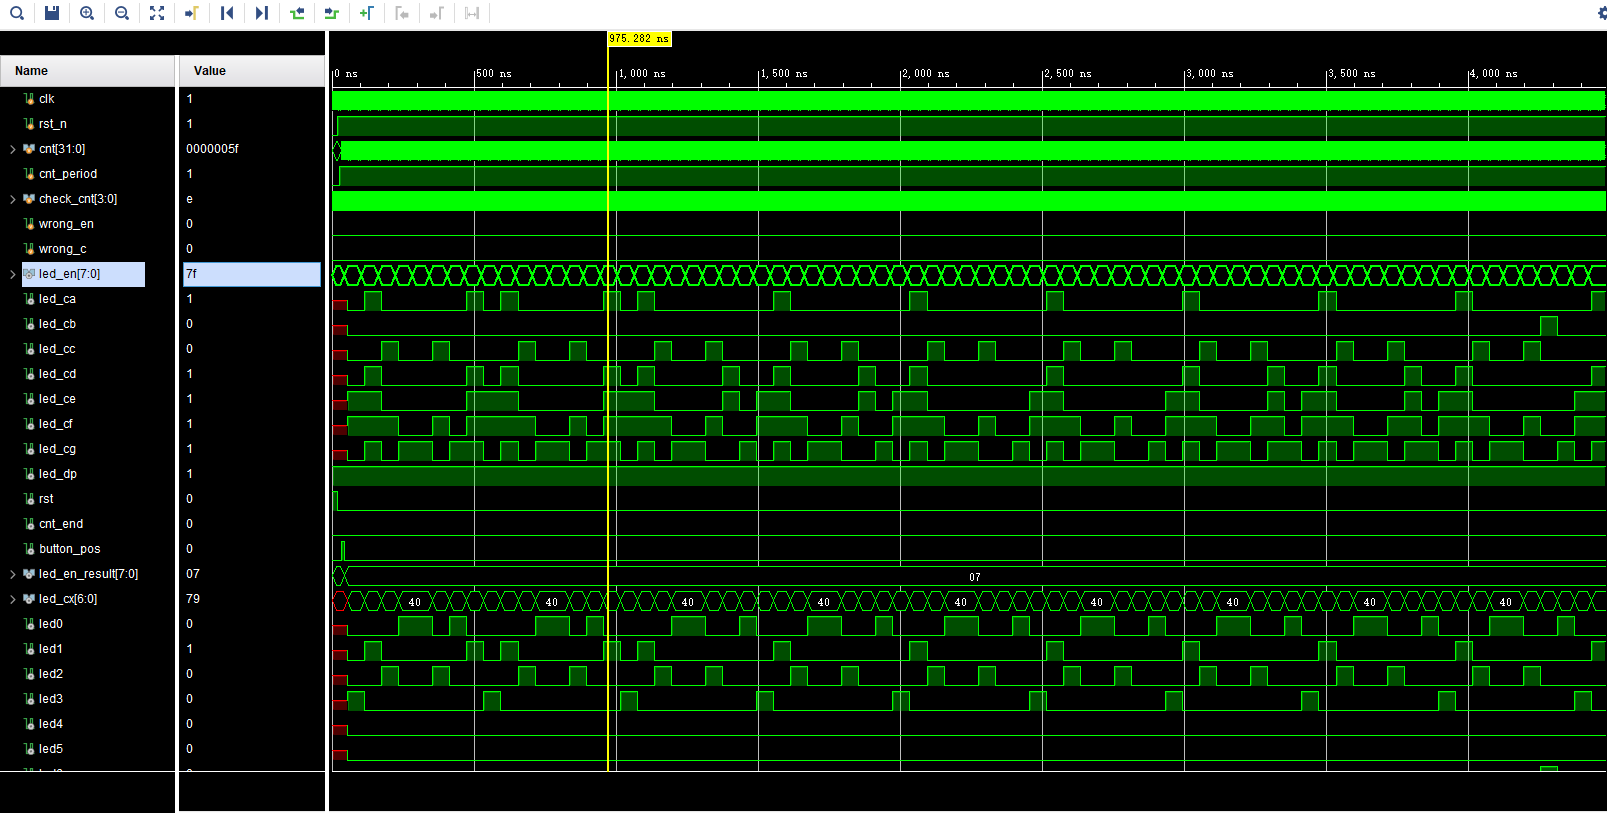 975.282 ns
Name Value
0 ns 500 ns 1,000 ns 1,500 ns 2,000 ns 2,500 ns 3,000 ns 3,500 ns 4,000 ns
clk 1
rst_n 1
cnt[31:0] 0000005f
cnt_period 1
check_cnt[3:0] e
wrong_en 0
wrong_c 0
led_en[7:0] 7f
led_ca 1
led_cb 0
led_cc 0
led_cd 1
led_ce 1
led_cf 1
led_cg 1
led_dp 1
rst 0
cnt_end 0
button_pos 0
led_en_result[7:0] 07 07
led_cx[6:0] 79 40 40 40 40 40 40 40 40 40
led0 0
led1 1
led2 0
led3 0
led4 0
led5 0